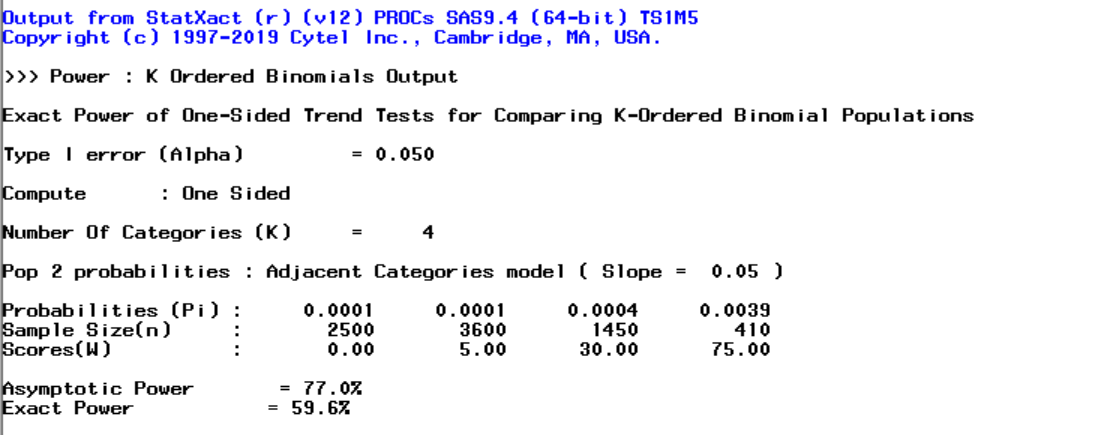 Output from StatXact (r) (v12) PROCs SAS9.4 (64-bit) TS1M5
Copyright (c) 1997-2019 Cytel Inc., Cambridge, MA, USA.
>>> Power : K Ordered Binomials Output
Exact Power of One-Sided Trend Tests for Comparing K-Ordered Binomial Populations
Type I error (Alpha) = 0.050
Compute : One Sided
Number Of Categories (K) = 4
Pop 2 probabilities : Adjacent Categories model ( Slope = 0.05 )
Probabilities (Pi) : 0.0001 0.0001 0.0004 0.0039
Sample Size(n) : 2500 3600 1450 410
Scores(W) : 0.00 5.00 30.00 75.00
Asymptotic Power = 77.0%
Exact Power = 59.6%